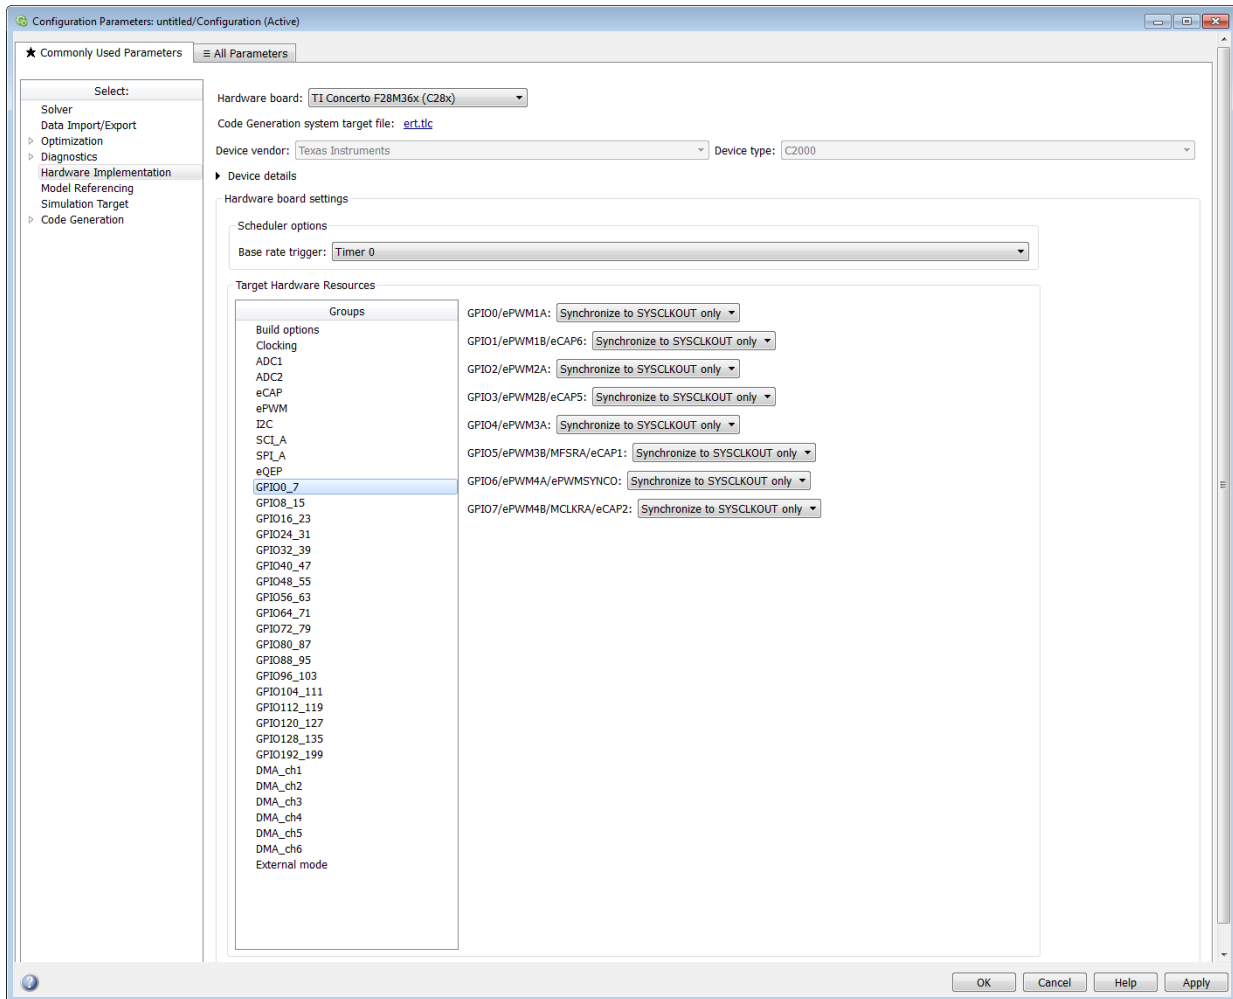 Configuration Parameters: untitled/Configuration (Active)
★ Commonly Used Parameters
≡ All Parameters
Select:
Solver
Data Import/Export
Optimization
Diagnostics
Hardware Implementation
Model Referencing
Simulation Target
Code Generation
Hardware board: TI Concerto F28M36x (C28x)
Code Generation system target file: ert.tlc
Device vendor: Texas Instruments Device type: C2000
Device details
Hardware board settings
Scheduler options
Base rate trigger: Timer 0
Target Hardware Resources
Groups
Build options
Clocking
ADC1
ADC2
eCAP
ePWM
I2C
SCI_A
SPI_A
eQEP
GPIO0_7
GPIO8_15
GPIO16_23
GPIO24_31
GPIO32_39
GPIO40_47
GPIO48_55
GPIO56_63
GPIO64_71
GPIO72_79
GPIO80_87
GPIO88_95
GPIO96_103
GPIO104_111
GPIO112_119
GPIO120_127
GPIO128_135
GPIO192_199
DMA_ch1
DMA_ch2
DMA_ch3
DMA_ch4
DMA_ch5
DMA_ch6
External mode
GPIO0/ePWM1A: Synchronize to SYSCLKOUT only
GPIO1/ePWM1B/eCAP6: Synchronize to SYSCLKOUT only
GPIO2/ePWM2A: Synchronize to SYSCLKOUT only
GPIO3/ePWM2B/eCAP5: Synchronize to SYSCLKOUT only
GPIO4/ePWM3A: Synchronize to SYSCLKOUT only
GPIO5/ePWM3B/MFSRA/eCAP1: Synchronize to SYSCLKOUT only
GPIO6/ePWM4A/ePWMSYNCO: Synchronize to SYSCLKOUT only
GPIO7/ePWM4B/MCLKRA/eCAP2: Synchronize to SYSCLKOUT only
OK Cancel Help Apply